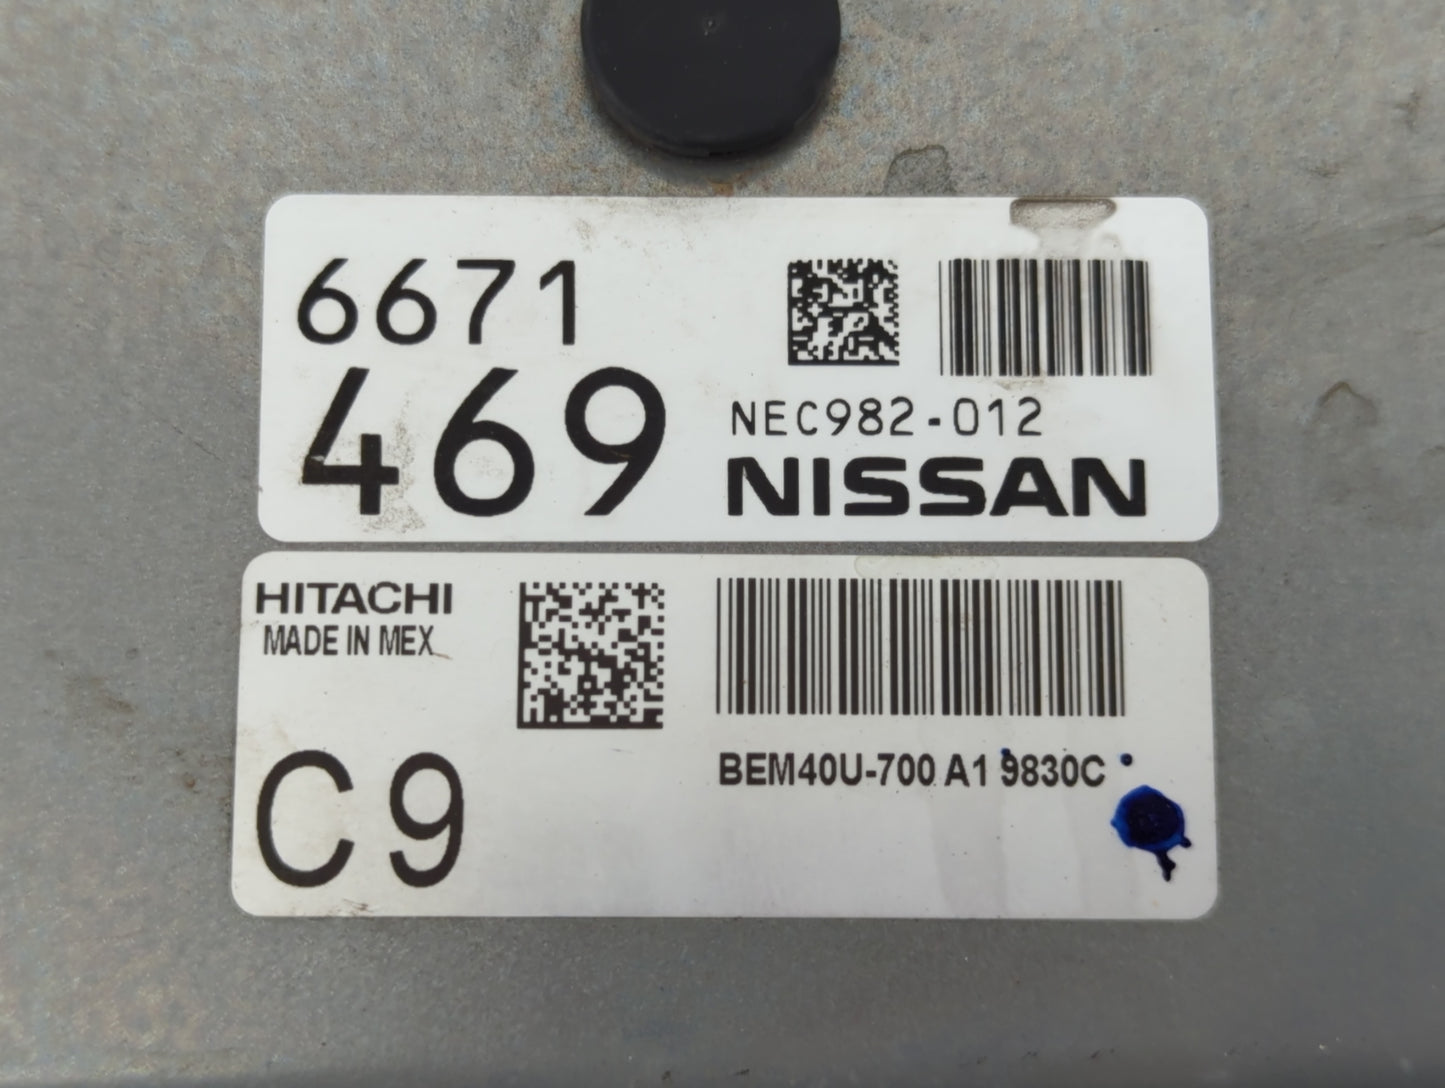 6671
469
NEC982-012
NISSAN
HITACHI
MADE IN MEX
C9
BEM40U-700 A1 9830C